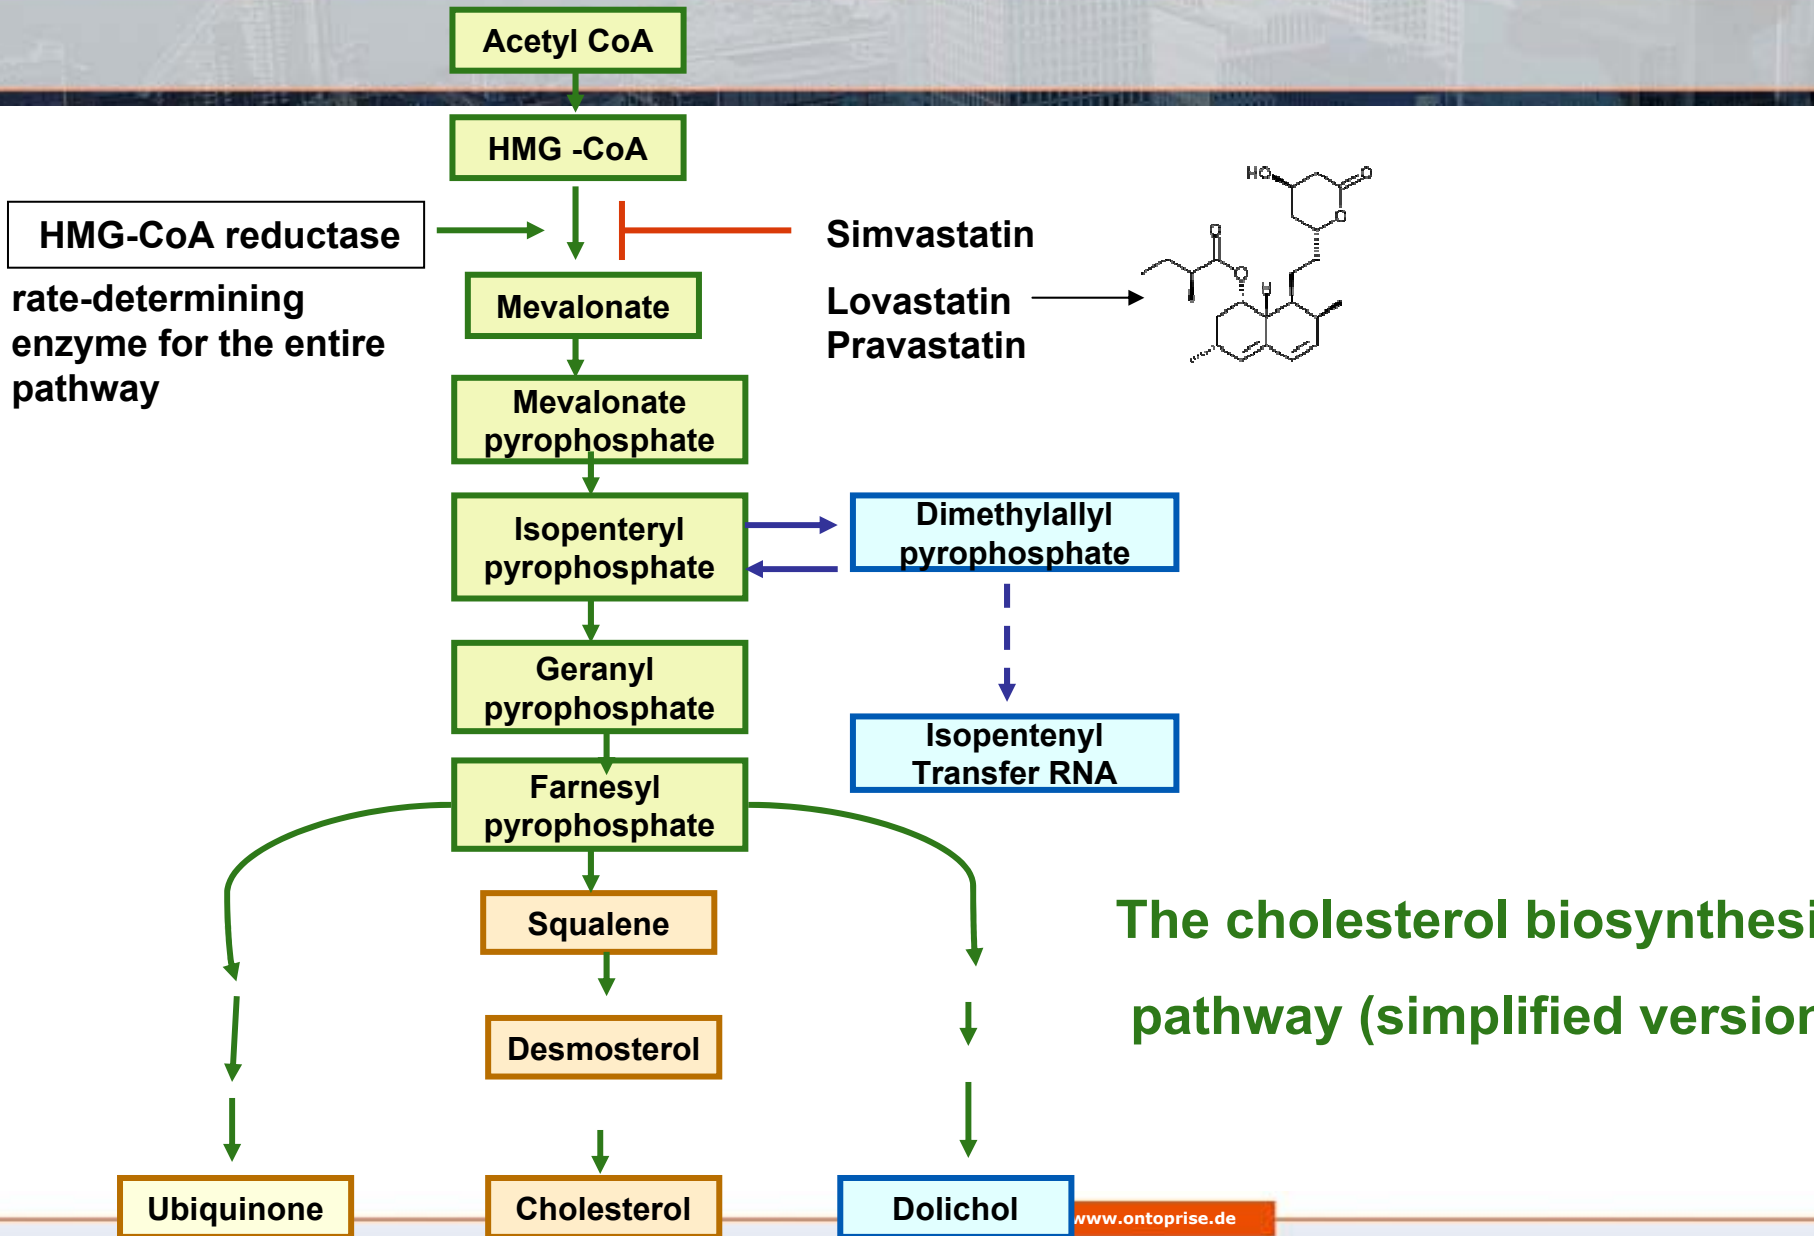 Acetyl CoA
HMG -CoA
HMG-CoA reductase
rate-determining
enzyme for the entire
pathway
Simvastatin
Lovastatin
Pravastatin
HO
O
O
O
O
H
Mevalonate
Mevalonate
pyrophosphate
Isopenteryl
pyrophosphate
Dimethylallyl
pyrophosphate
Geranyl
pyrophosphate
Isopentenyl
Transfer RNA
Farnesyl
pyrophosphate
Squalene
Desmosterol
The cholesterol biosynthesi
pathway (simplified version
Ubiquinone
Cholesterol
Dolichol
www.ontoprise.de